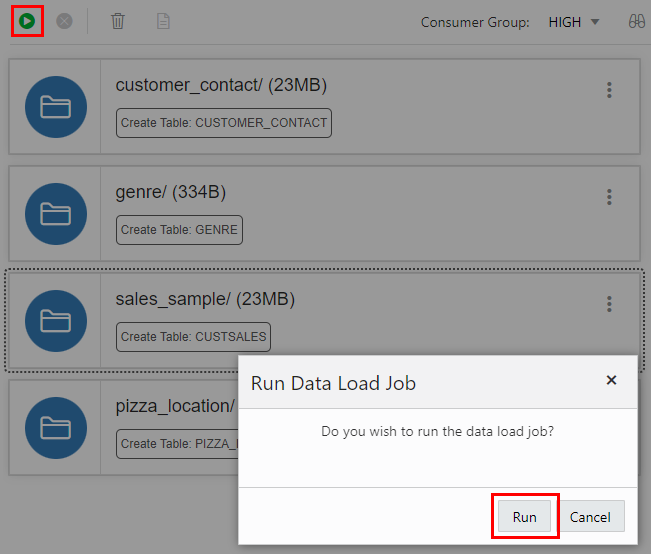 Consumer Group: HIGH
customer_contact/ (23MB)
Create Table: CUSTOMER_CONTACT
genre/ (334B)
Create Table: GENRE
sales_sample/ (23MB)
Create Table: CUSTSALES
pizza_location/
Create Table: PIZZA_
Run Data Load Job
Do you wish to run the data load job?
Run Cancel